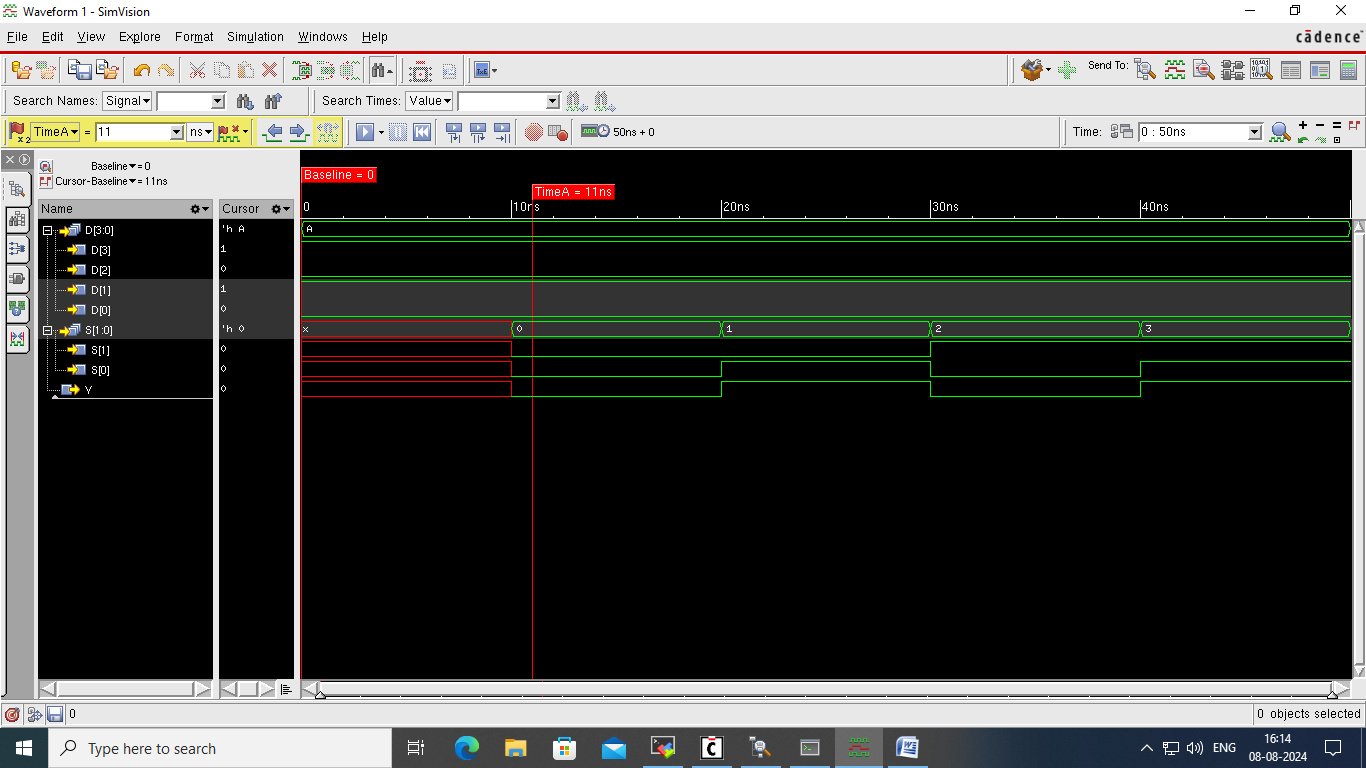 Waveform 1 - SimVision
File Edit View Explore Format Simulation Windows Help
cādence
Send To:
Search Names: Signal
Search Times: Value
x2 TimeA = 11 ns
50ns + 0
Time: 0 : 50ns
Baseline = 0
Cursor-Baseline = 11ns
Baseline = 0
TimeA = 11ns
Name Cursor
0 10ns 20ns 30ns 40ns
D[3:0] 'h A A
D[3] 1
D[2] 0
D[1] 1
D[0] 0
S[1:0] 'h 0 x 0 1 2 3
S[1] 0
S[0] 0
Y 0
0
0 objects selected
Type here to search
ENG
16:14
08-08-2024